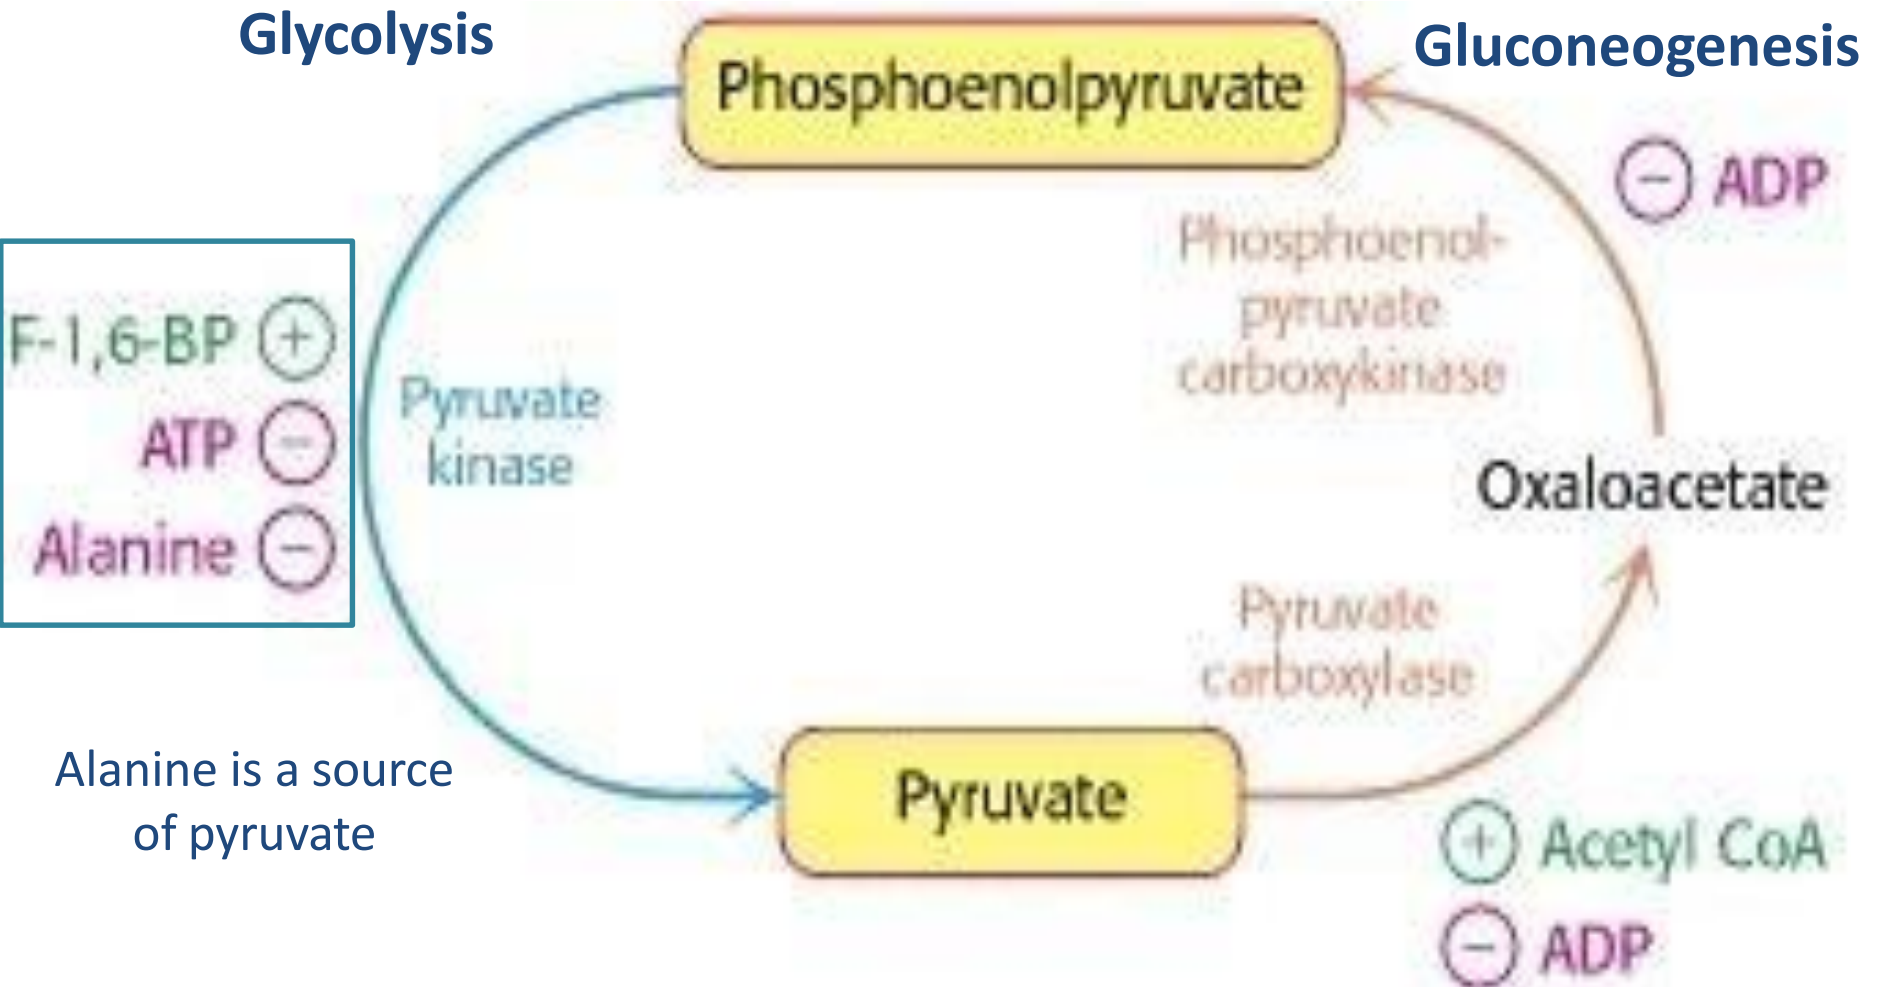 Glycolysis
Phosphoenolpyruvate
Gluconeogenesis
⊖ ADP
Phosphoenol-
pyruvate
carboxykinase
F-1,6-BP ⊕
ATP ⊖
Alanine ⊖
Pyruvate
kinase
Oxaloacetate
Pyruvate
carboxylase
Alanine is a source
of pyruvate
Pyruvate
⊕ Acetyl CoA
⊖ ADP